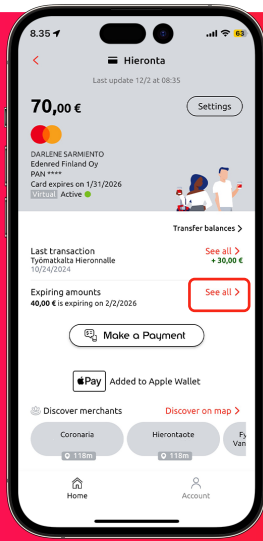 8.35
63
Hieronta
Last update 12/2 at 08:35
70,00 €
Settings
DARLENE SARMIENTO
Edenred Finland Oy
PAN ****
Card expires on 1/31/2026
Virtual Active
Transfer balances >
Last transaction
See all >
Työmatkalta Hieronnalle
+ 30,00 €
10/24/2024
Expiring amounts
See all >
40,00 € is expiring on 2/2/2026
Make a Payment
Pay Added to Apple Wallet
Discover merchants
Discover on map >
Coronaria
Hierontaote
Fy
Van
118m
118m
Home
Account